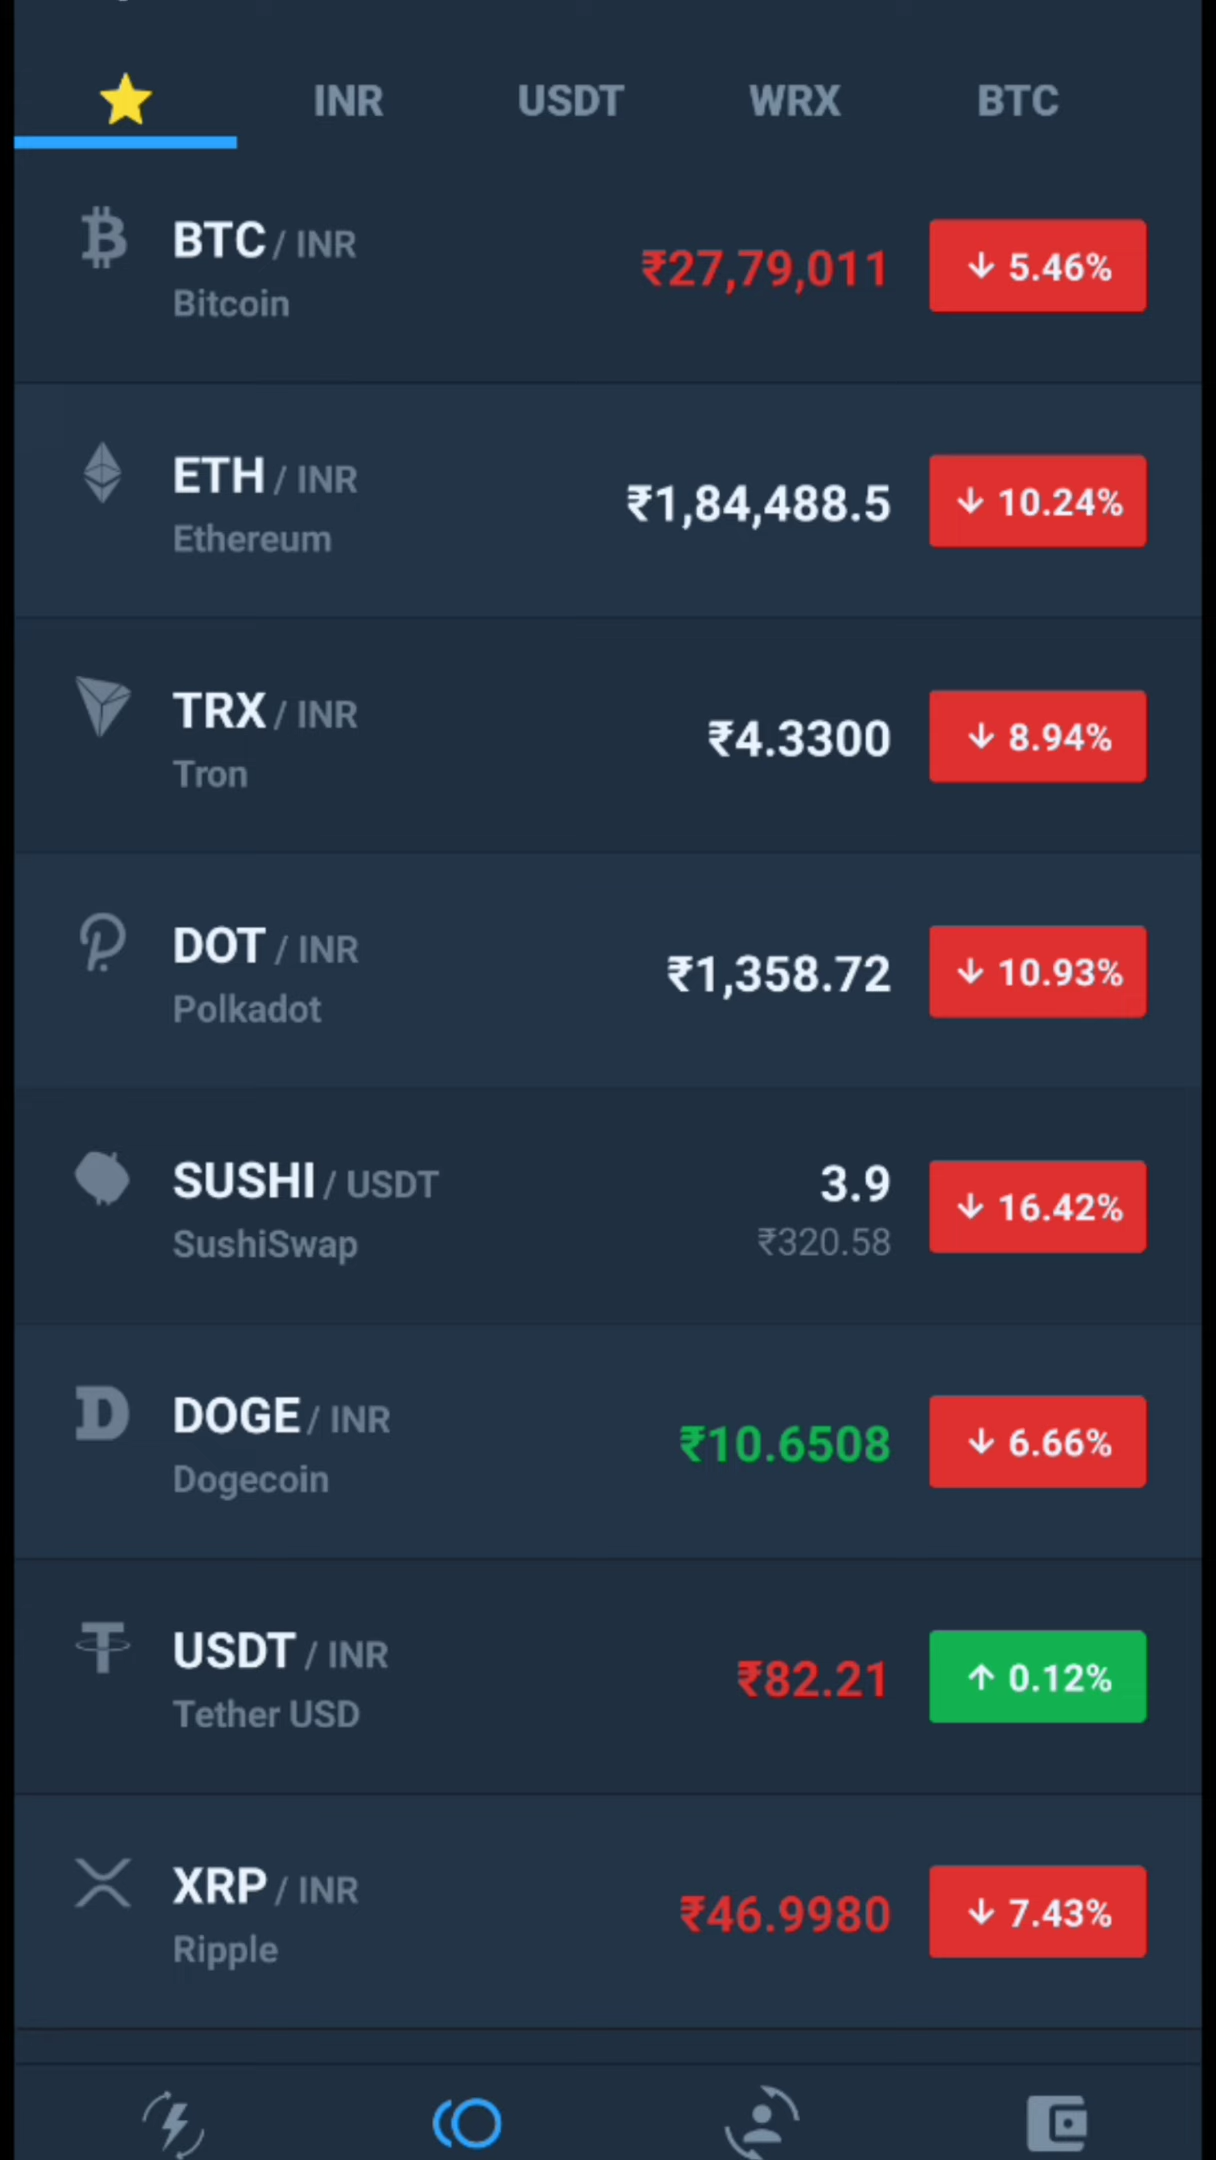 INR USDT WRX BTC
BTC / INR
₹27,79,011
↓ 5.46%
Bitcoin
ETH / INR
₹1,84,488.5
↓ 10.24%
Ethereum
TRX / INR
₹4.3300
↓ 8.94%
Tron
DOT / INR
₹1,358.72
↓ 10.93%
Polkadot
SUSHI / USDT
3.9
↓ 16.42%
SushiSwap
₹320.58
DOGE / INR
₹10.6508
↓ 6.66%
Dogecoin
USDT / INR
₹82.21
↑ 0.12%
Tether USD
XRP / INR
₹46.9980
↓ 7.43%
Ripple